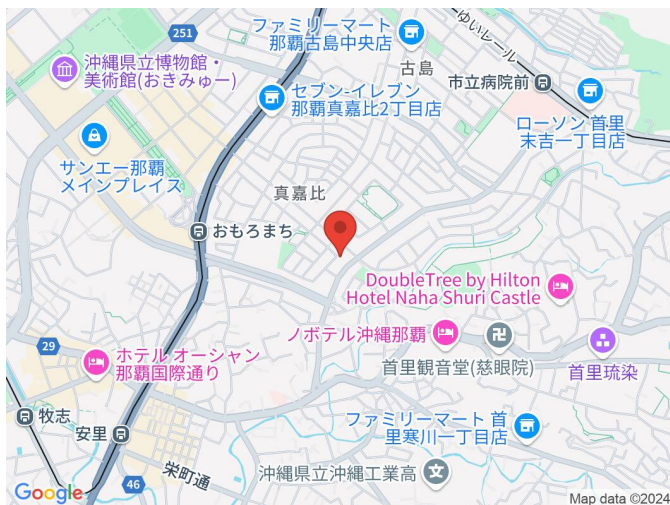 ファミリーマート
那覇古島中央店
251
ゆいレール
沖縄県立博物館・
美術館(おきみゅー)
古島
市立病院前
セブン-イレブン
那覇真嘉比2丁目店
ローソン 首里
末吉一丁目店
サンエー那覇
メインプレイス
真嘉比
おもろまち
DoubleTree by Hilton
Hotel Naha Shuri Castle
ノボテル沖縄那覇
29
ホテル オーシャン
那覇国際通り
首里観音堂(慈眼院)
首里琉染
牧志
安里
ファミリーマート 首
里寒川一丁目店
栄町通
沖縄県立沖縄工業高
46
Google
Map data ©2024